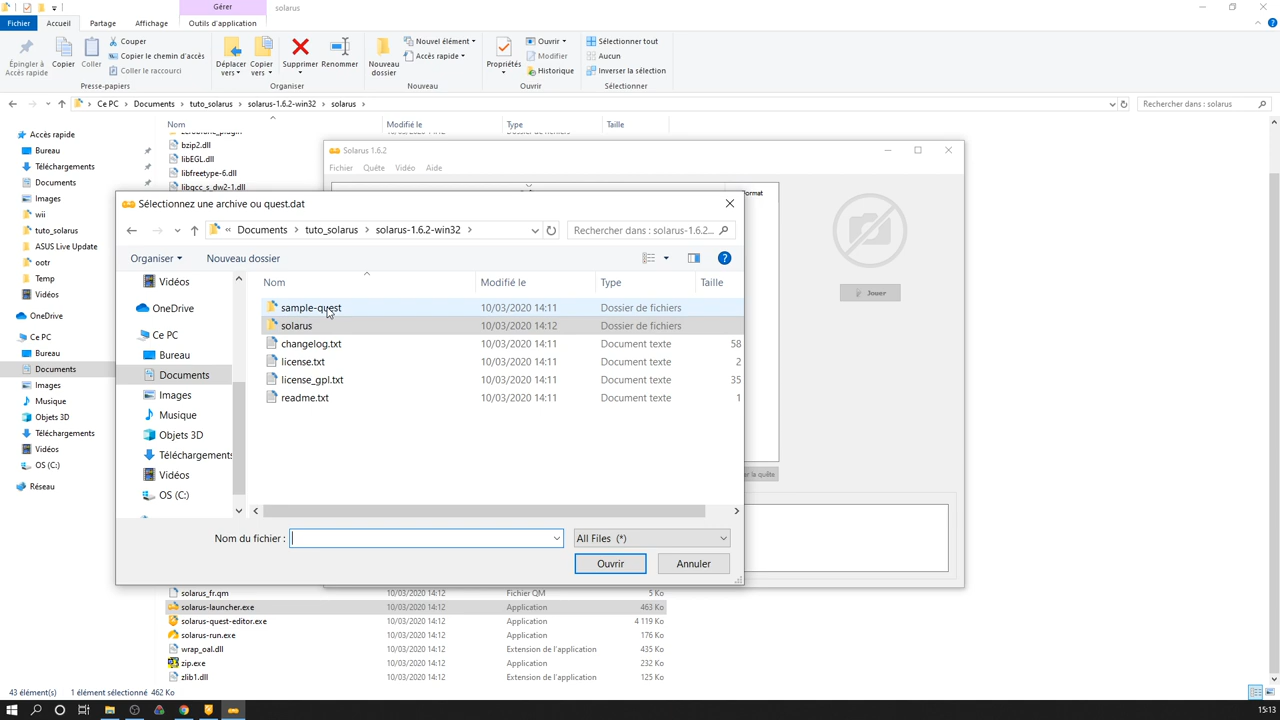 Gérer
solarus
Fichier
Accueil
Partage
Affichage
Outils d'application
Épingler à
Accès rapide
Copier
Coller
Couper
Copier le chemin d'accès
Coller le raccourci
Presse-papiers
Déplacer
vers
Copier
vers
Supprimer
Renommer
Organiser
Nouveau
dossier
Nouvel élément
Accès rapide
Nouveau
Propriétés
Ouvrir
Modifier
Historique
Ouvrir
Sélectionner tout
Aucun
Inverser la sélection
Sélectionner
Ce PC > Documents > tuto_solarus > solarus-1.6.2-win32 > solarus >
Rechercher dans : solarus
Nom Modifié le Type Taille
Accès rapide
Bureau
Téléchargements
Documents
Images
wii
tuto_solarus
ASUS Live Update
ootr
Temp
Vidéos
OneDrive
Ce PC
Bureau
Documents
Images
Musique
Objets 3D
Téléchargements
Vidéos
OS (C:)
Réseau
bzip2.dll
libEGL.dll
libfreetype-6.dll
libgcc_s_dw2-1.dll
Solarus 1.6.2
Fichier Quête Vidéo Aide
ormat
Jouer
er la quête
Sélectionnez une archive ou quest.dat
« Documents > tuto_solarus > solarus-1.6.2-win32 >
Rechercher dans : solarus-1.6.2...
Organiser
Nouveau dossier
Vidéos
OneDrive
Ce PC
Bureau
Documents
Images
Musique
Objets 3D
Téléchargements
Vidéos
OS (C:)
Nom Modifié le Type Taille
sample-quest 10/03/2020 14:11 Dossier de fichiers
solarus 10/03/2020 14:12 Dossier de fichiers
changelog.txt 10/03/2020 14:11 Document texte 58
license.txt 10/03/2020 14:11 Document texte 2
license_gpl.txt 10/03/2020 14:11 Document texte 35
readme.txt 10/03/2020 14:11 Document texte 1
Nom du fichier :
All Files (*)
Ouvrir
Annuler
solarus_fr.qm 10/03/2020 14:12 Fichier QM 5 Ko
solarus-launcher.exe 10/03/2020 14:12 Application 463 Ko
solarus-quest-editor.exe 10/03/2020 14:12 Application 4 119 Ko
solarus-run.exe 10/03/2020 14:12 Application 176 Ko
wrap_oal.dll 10/03/2020 14:12 Extension de l'application 435 Ko
zip.exe 10/03/2020 14:12 Application 232 Ko
zlib1.dll 10/03/2020 14:12 Extension de l'application 125 Ko
43 élément(s) 1 élément sélectionné 462 Ko
15:13